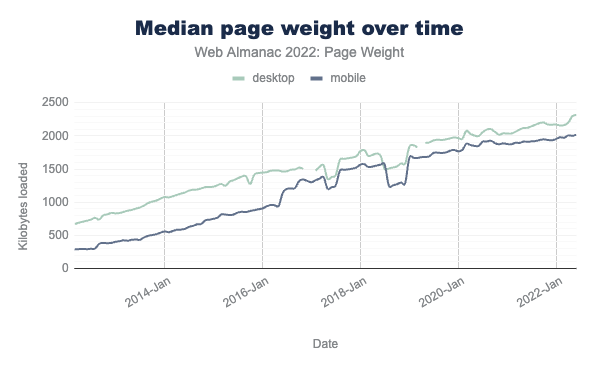 Median page weight over time
Web Almanac 2022: Page Weight
desktop mobile
Kilobytes loaded
2500
2000
1500
1000
500
0
2014-Jan 2016-Jan 2018-Jan 2020-Jan 2022-Jan
Date